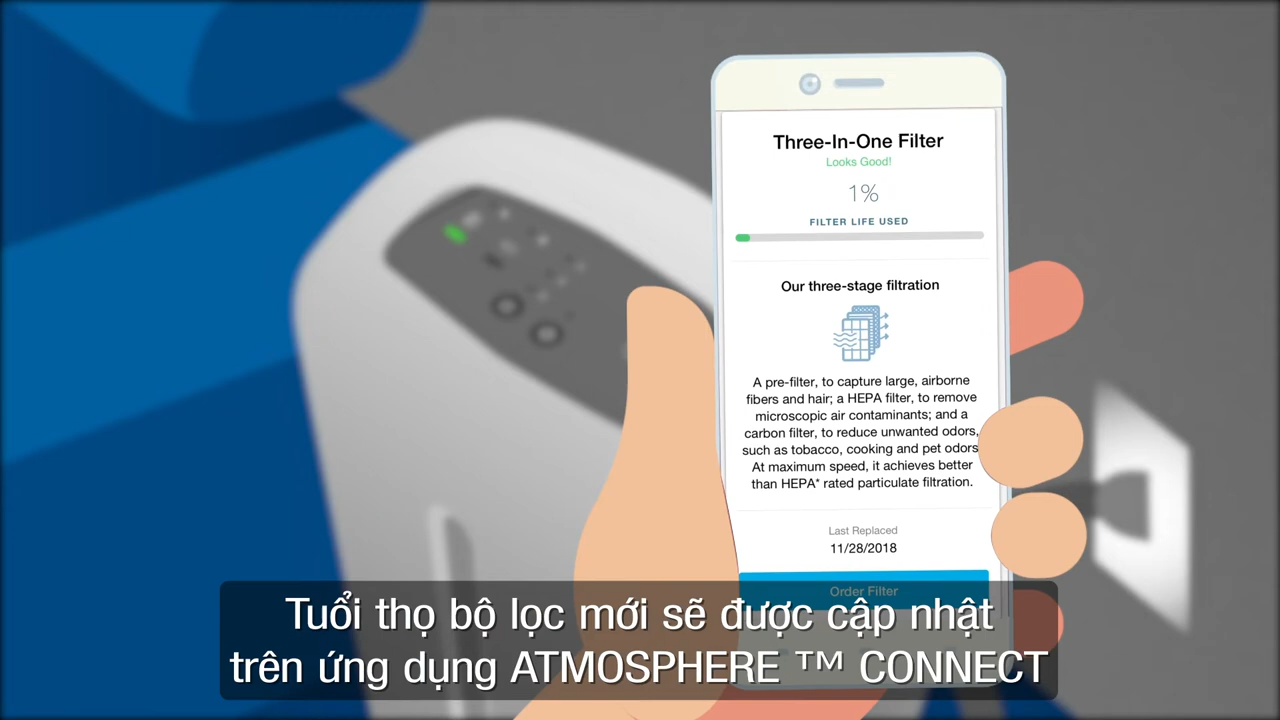 Three-In-One Filter
Looks Good!
1%
FILTER LIFE USED
Our three-stage filtration
A pre-filter, to capture large, airborne
fibers and hair; a HEPA filter, to remove
microscopic air contaminants; and a
carbon filter, to reduce unwanted odors,
such as tobacco, cooking and pet odors
At maximum speed, it achieves better
than HEPA* rated particulate filtration.
Last Replaced
11/28/2018
Order Filter
Tuổi thọ bộ lọc mới sẽ được cập nhật
trên ứng dụng ATMOSPHERE ™ CONNECT